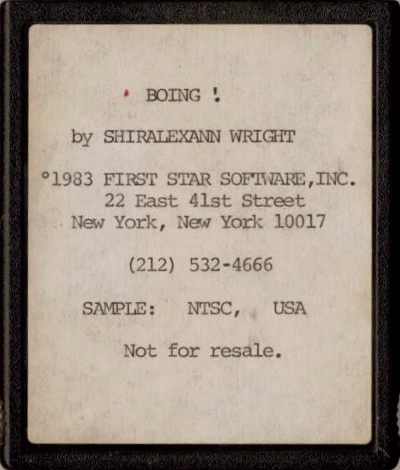 BOING !
by SHIRALEXANN WRIGHT
°1983 FIRST STAR SOFTWARE,INC.
22 East 41st Street
New York, New York 10017
(212) 532-4666
SAMPLE: NTSC, USA
Not for resale.